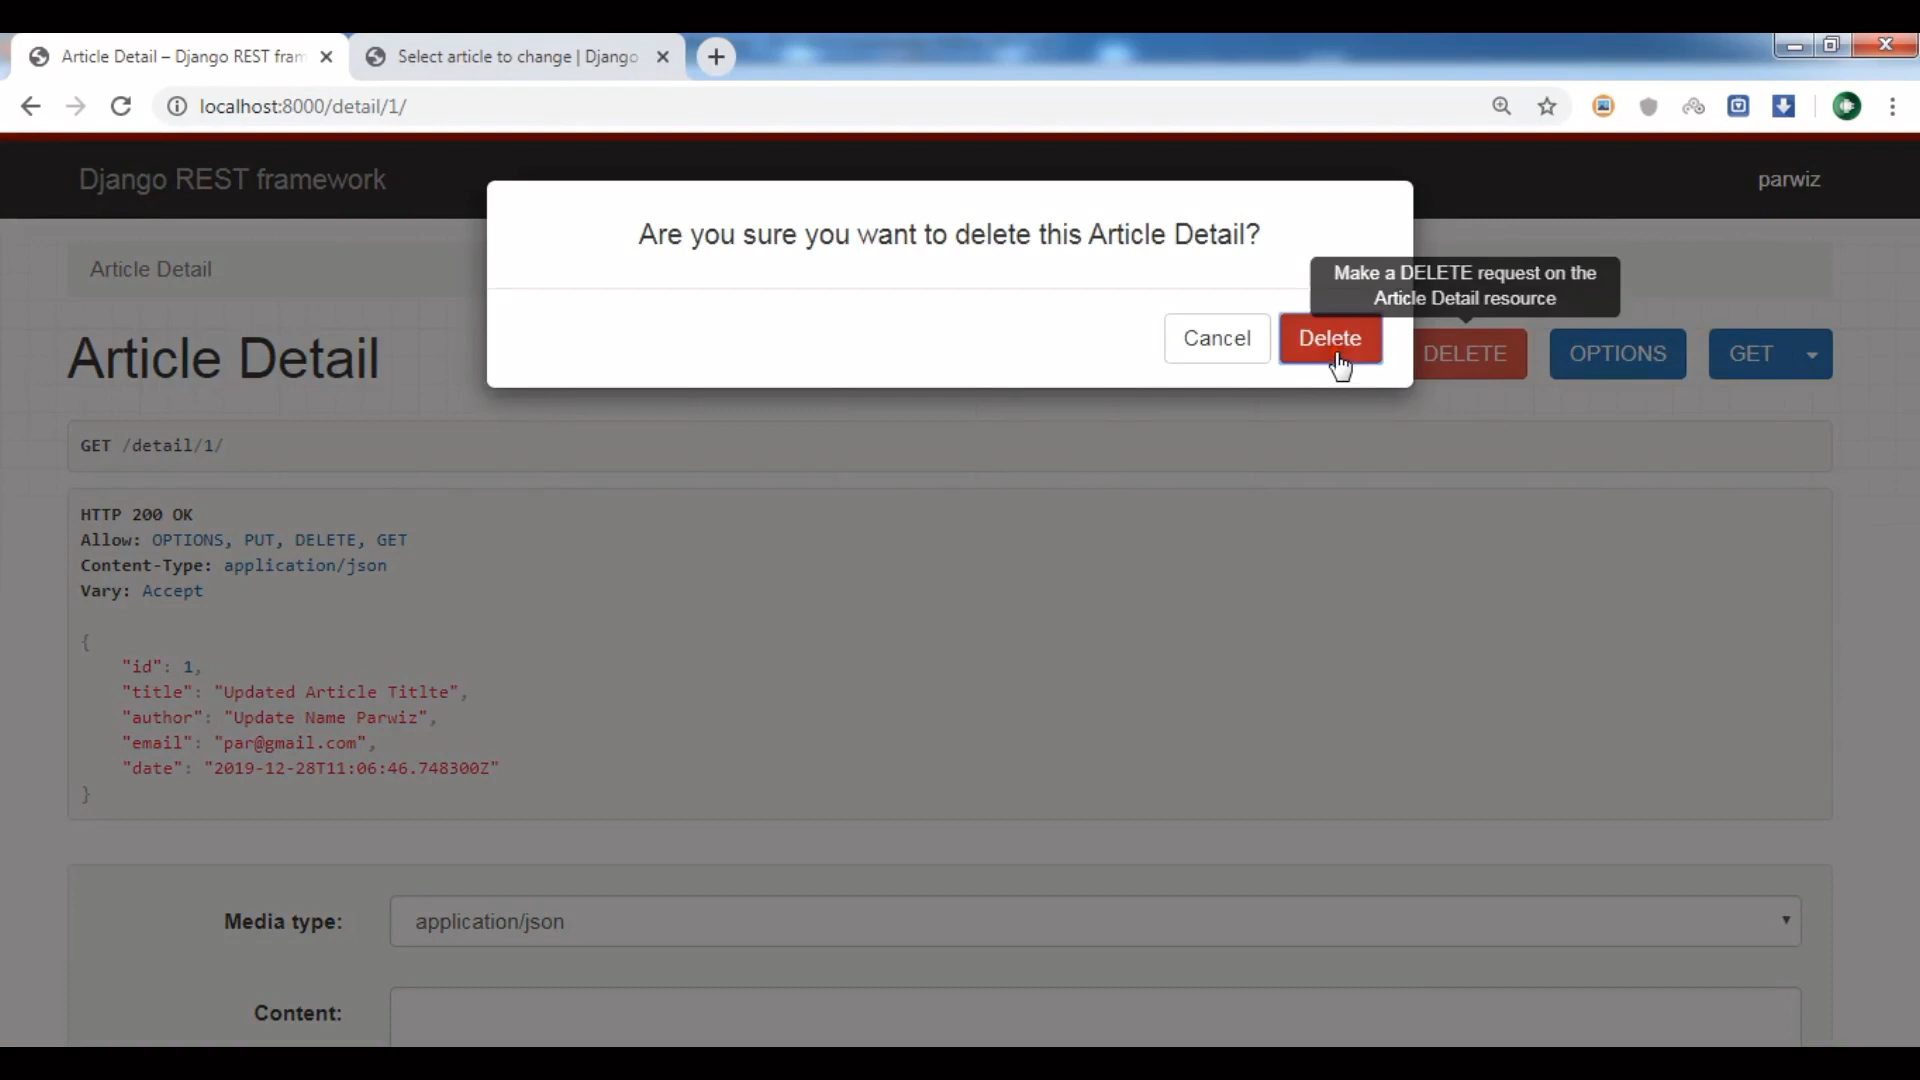 Article Detail – Django REST fram
Select article to change | Django
localhost:8000/detail/1/
Django REST framework
parwiz
Are you sure you want to delete this Article Detail?
Article Detail
Make a DELETE request on the
Article Detail resource
Cancel
Delete
Article Detail
DELETE
OPTIONS
GET
GET /detail/1/
HTTP 200 OK
Allow: OPTIONS, PUT, DELETE, GET
Content-Type: application/json
Vary: Accept
{
"id": 1,
"title": "Updated Article Titlte",
"author": "Update Name Parwiz",
"email": "par@gmail.com",
"date": "2019-12-28T11:06:46.748300Z"
}
Media type:
application/json
Content: